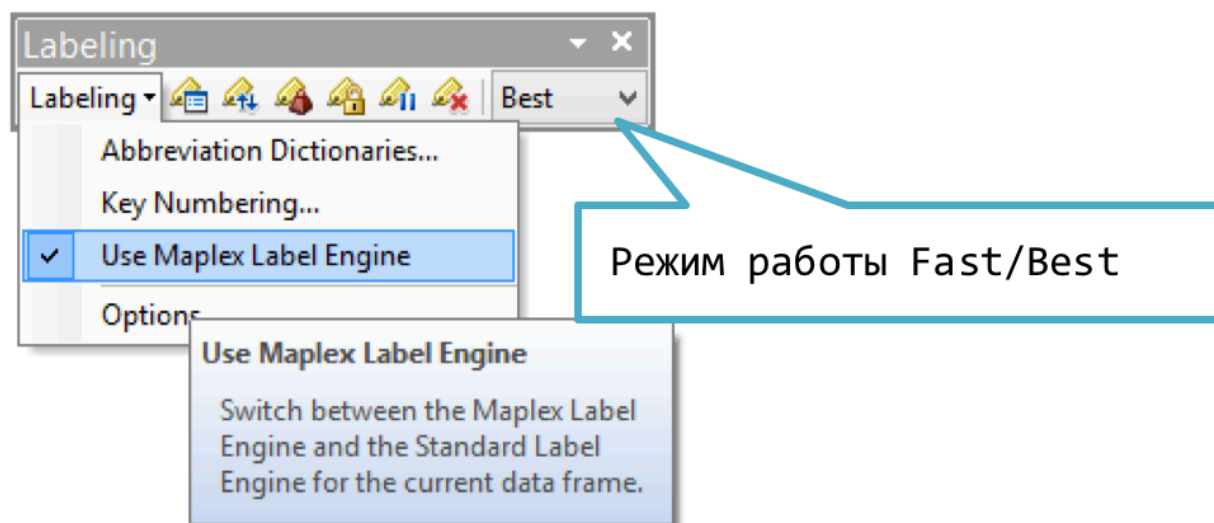 Labeling
Labeling Best
Abbreviation Dictionaries...
Key Numbering...
Use Maplex Label Engine
Options
Режим работы Fast/Best
Use Maplex Label Engine
Switch between the Maplex Label
Engine and the Standard Label
Engine for the current data frame.